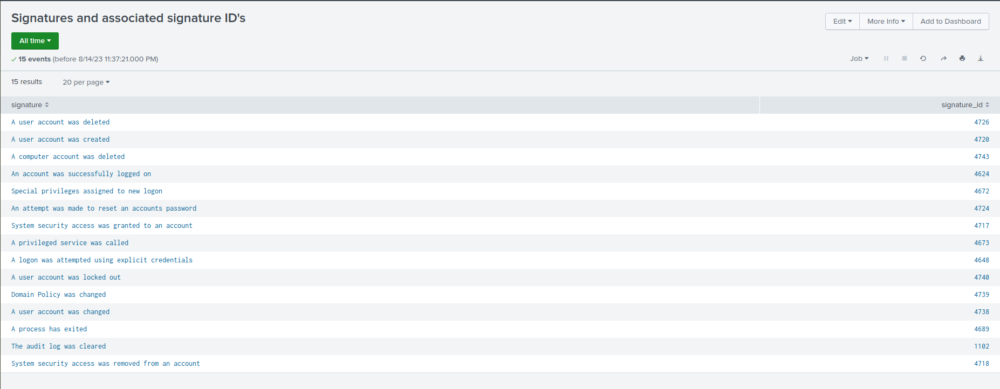 Signatures and associated signature ID's
Edit More Info Add to Dashboard
All time
15 events (before 8/14/23 11:37:21.000 PM)
Job
15 results 20 per page
signature signature_id
A user account was deleted 4726
A user account was created 4720
A computer account was deleted 4743
An account was successfully logged on 4624
Special privileges assigned to new logon 4672
An attempt was made to reset an accounts password 4724
System security access was granted to an account 4717
A privileged service was called 4673
A logon was attempted using explicit credentials 4648
A user account was locked out 4740
Domain Policy was changed 4739
A user account was changed 4738
A process has exited 4689
The audit log was cleared 1102
System security access was removed from an account 4718